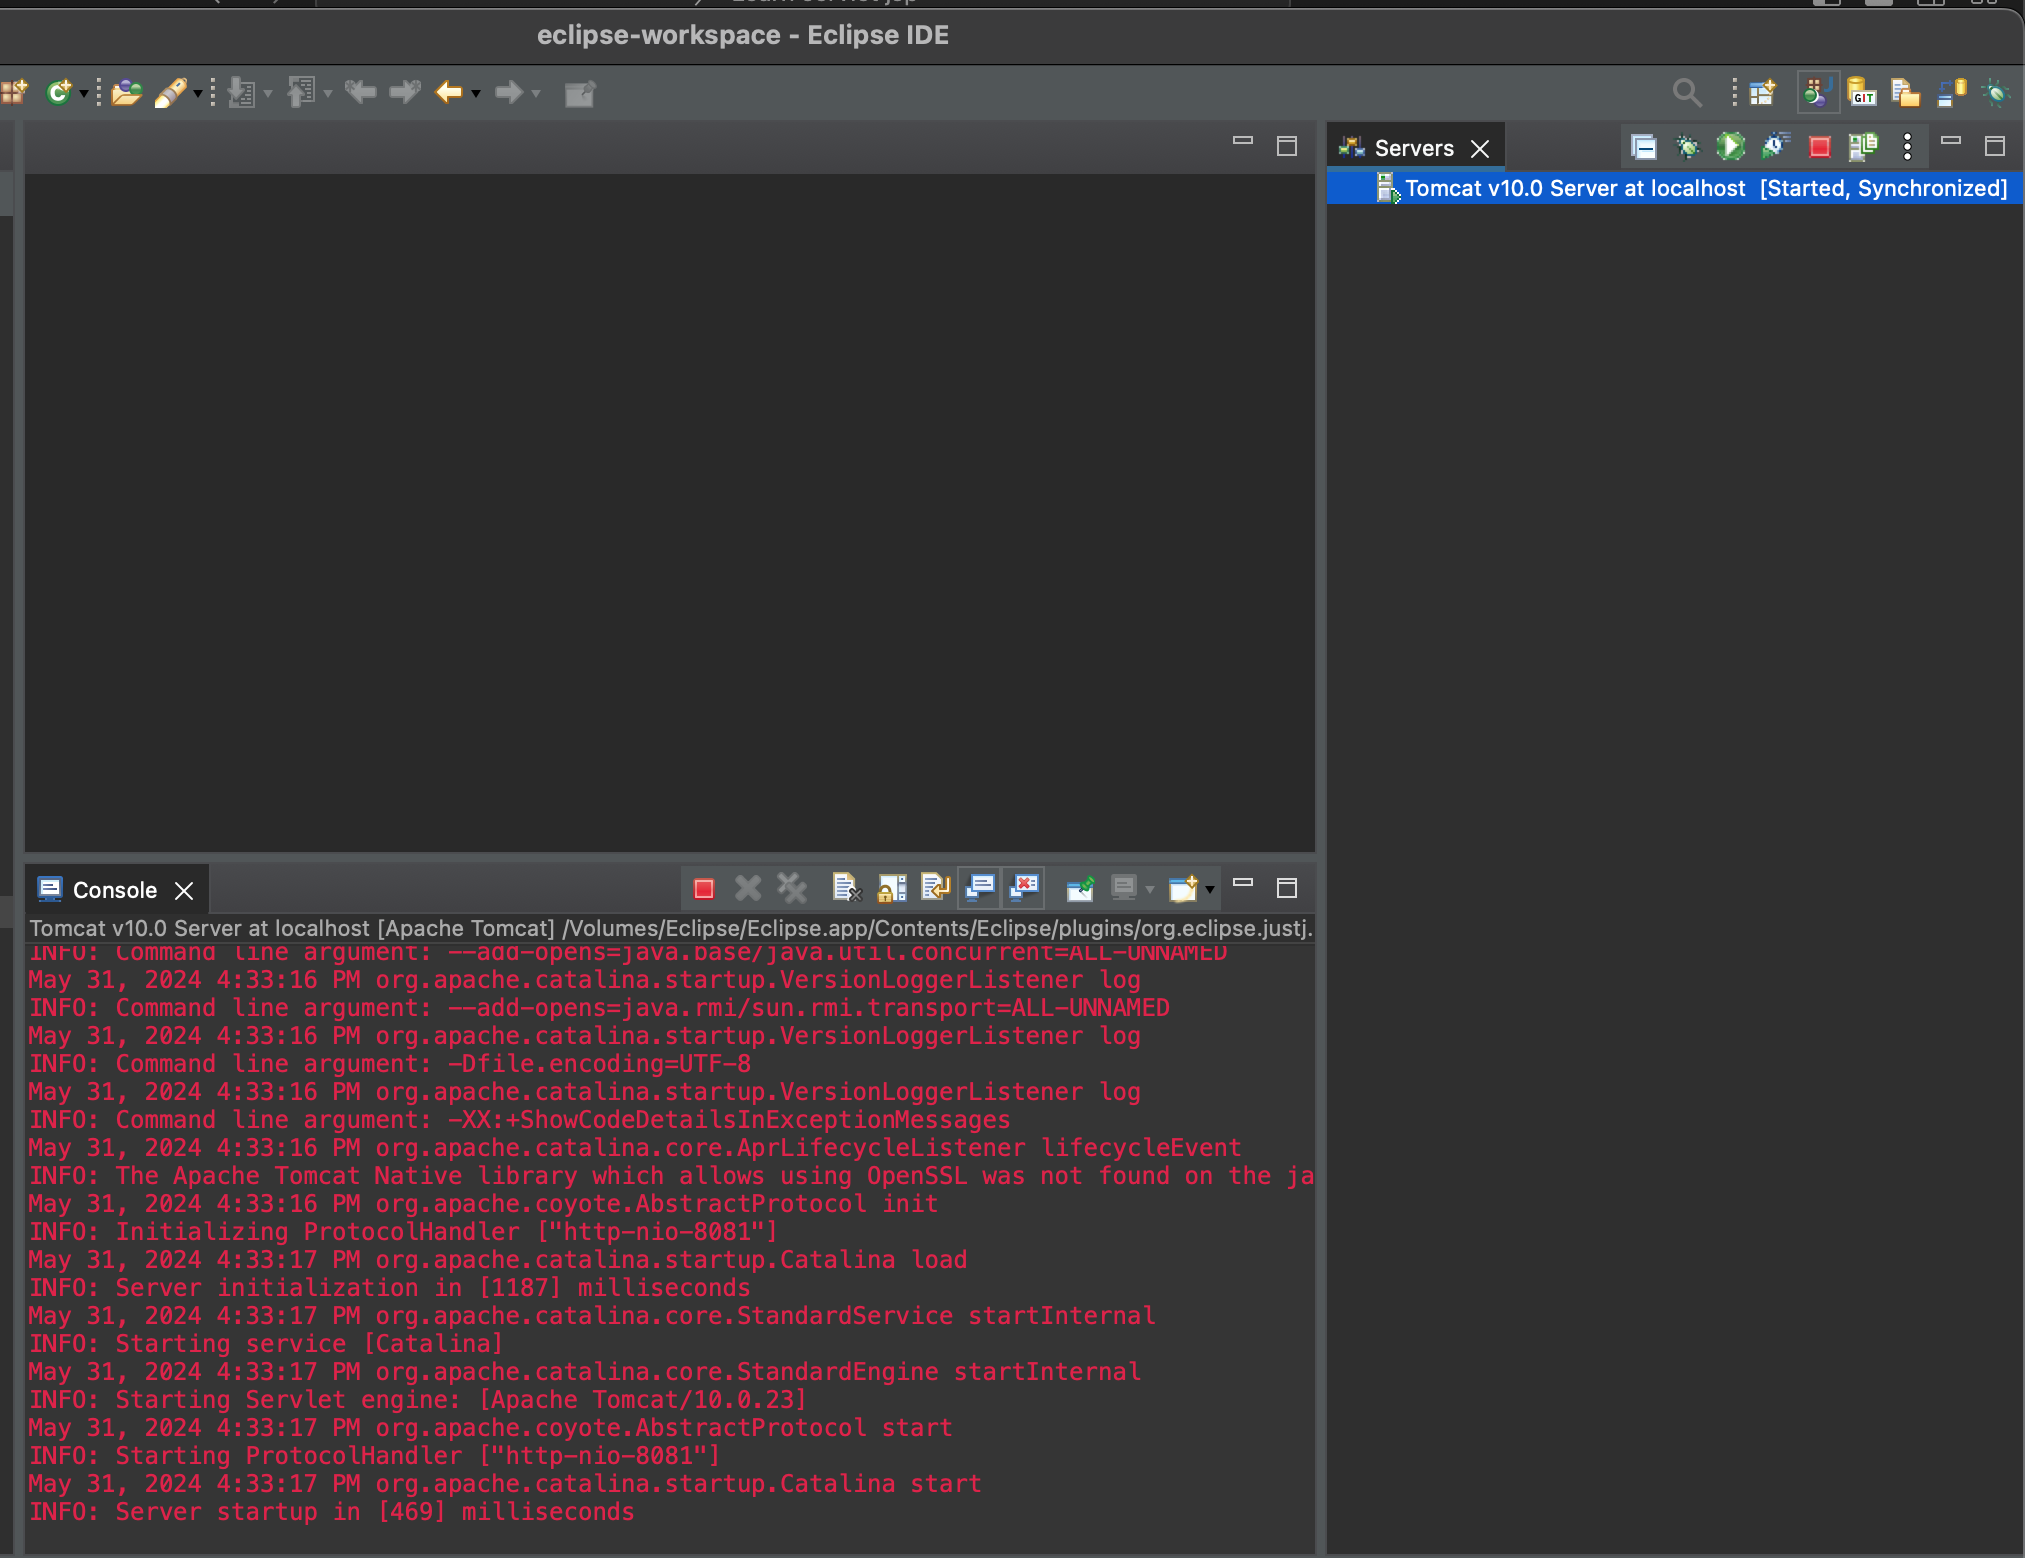 eclipse-workspace - Eclipse IDE
GIT
Servers
Tomcat v10.0 Server at localhost [Started, Synchronized]
Console
Tomcat v10.0 Server at localhost [Apache Tomcat] /Volumes/Eclipse/Eclipse.app/Contents/Eclipse/plugins/org.eclipse.justj.
INFO: Command line argument: --add-opens=java.base/java.util.concurrent=ALL-UNNAMED
May 31, 2024 4:33:16 PM org.apache.catalina.startup.VersionLoggerListener log
INFO: Command line argument: --add-opens=java.rmi/sun.rmi.transport=ALL-UNNAMED
May 31, 2024 4:33:16 PM org.apache.catalina.startup.VersionLoggerListener log
INFO: Command line argument: -Dfile.encoding=UTF-8
May 31, 2024 4:33:16 PM org.apache.catalina.startup.VersionLoggerListener log
INFO: Command line argument: -XX:+ShowCodeDetailsInExceptionMessages
May 31, 2024 4:33:16 PM org.apache.catalina.core.AprLifecycleListener lifecycleEvent
INFO: The Apache Tomcat Native library which allows using OpenSSL was not found on the ja
May 31, 2024 4:33:16 PM org.apache.coyote.AbstractProtocol init
INFO: Initializing ProtocolHandler ["http-nio-8081"]
May 31, 2024 4:33:17 PM org.apache.catalina.startup.Catalina load
INFO: Server initialization in [1187] milliseconds
May 31, 2024 4:33:17 PM org.apache.catalina.core.StandardService startInternal
INFO: Starting service [Catalina]
May 31, 2024 4:33:17 PM org.apache.catalina.core.StandardEngine startInternal
INFO: Starting Servlet engine: [Apache Tomcat/10.0.23]
May 31, 2024 4:33:17 PM org.apache.coyote.AbstractProtocol start
INFO: Starting ProtocolHandler ["http-nio-8081"]
May 31, 2024 4:33:17 PM org.apache.catalina.startup.Catalina start
INFO: Server startup in [469] milliseconds